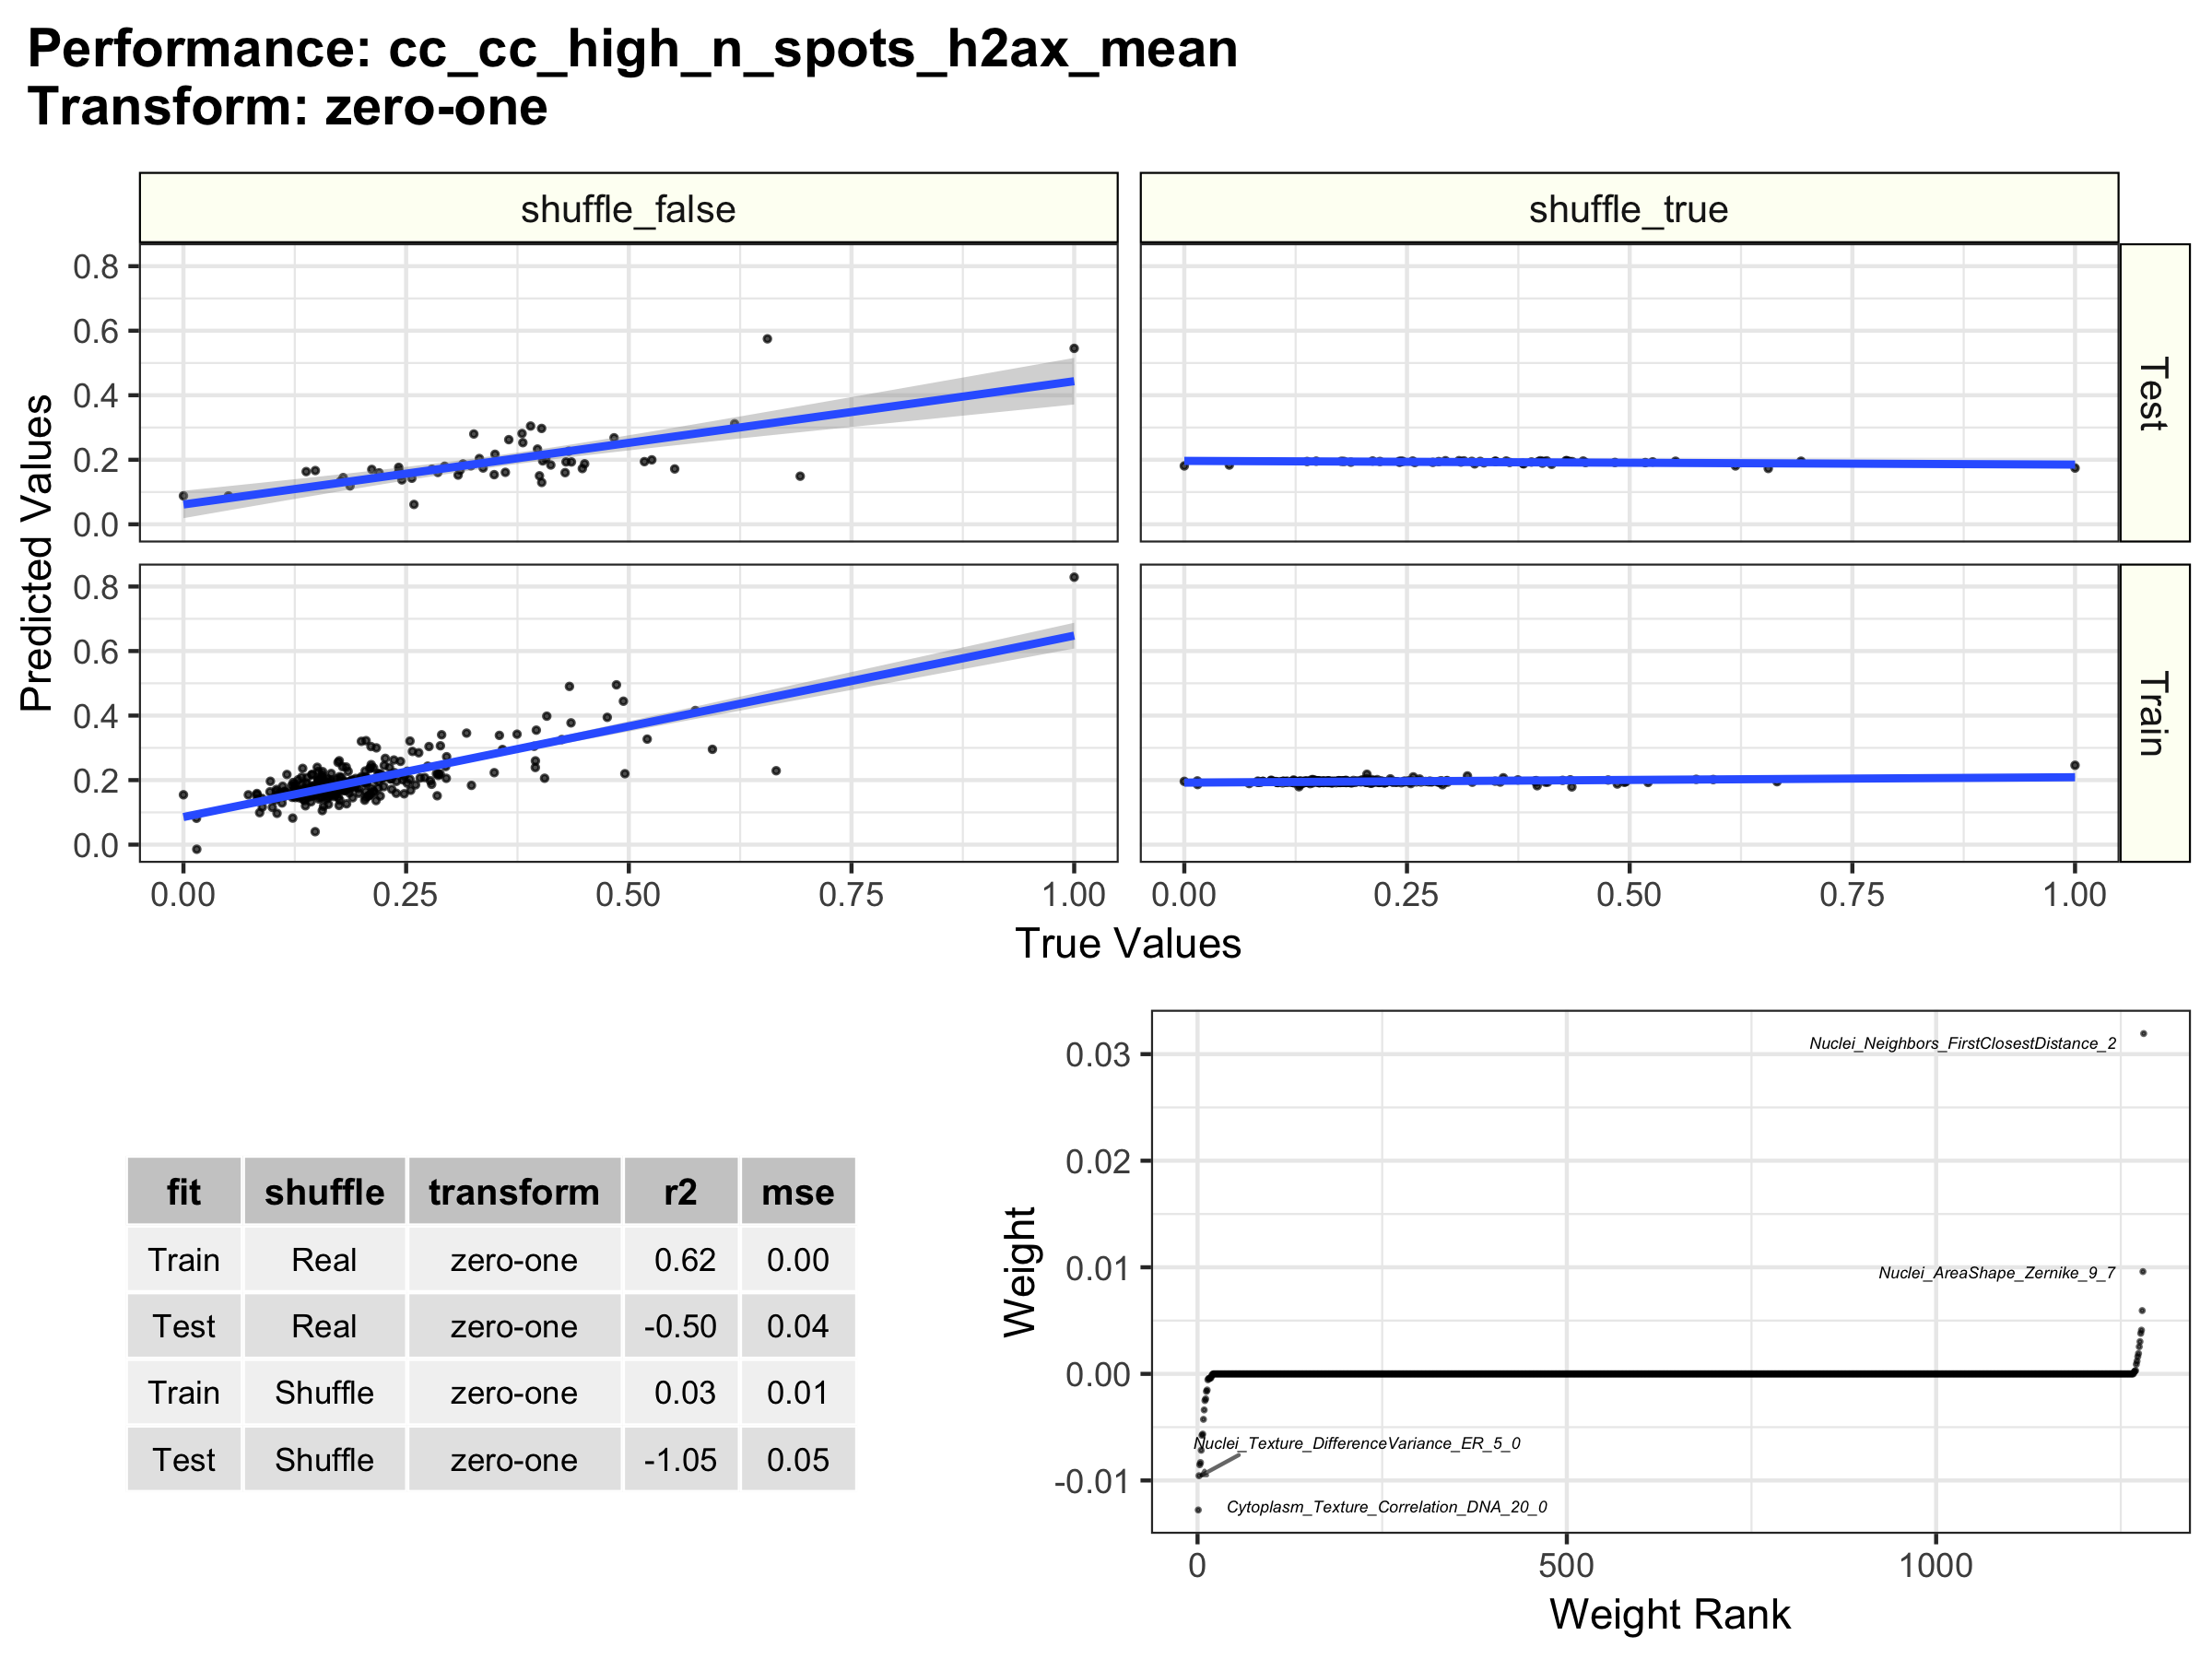 Performance: cc_cc_high_n_spots_h2ax_mean
Transform: zero-one
shuffle_false
shuffle_true
0.8
0.6
0.4
0.2
0.0
Test
0.8
0.6
0.4
0.2
0.0
Train
Predicted Values
0.00 0.25 0.50 0.75 1.00 0.00 0.25 0.50 0.75 1.00
True Values
fit shuffle transform r2 mse
Train Real zero-one 0.62 0.00
Test Real zero-one -0.50 0.04
Train Shuffle zero-one 0.03 0.01
Test Shuffle zero-one -1.05 0.05
Weight
0.03
0.02
0.01
0.00
-0.01
Nuclei_Neighbors_FirstClosestDistance_2
Nuclei_AreaShape_Zernike_9_7
Nuclei_Texture_DifferenceVariance_ER_5_0
Cytoplasm_Texture_Correlation_DNA_20_0
0 500 1000
Weight Rank